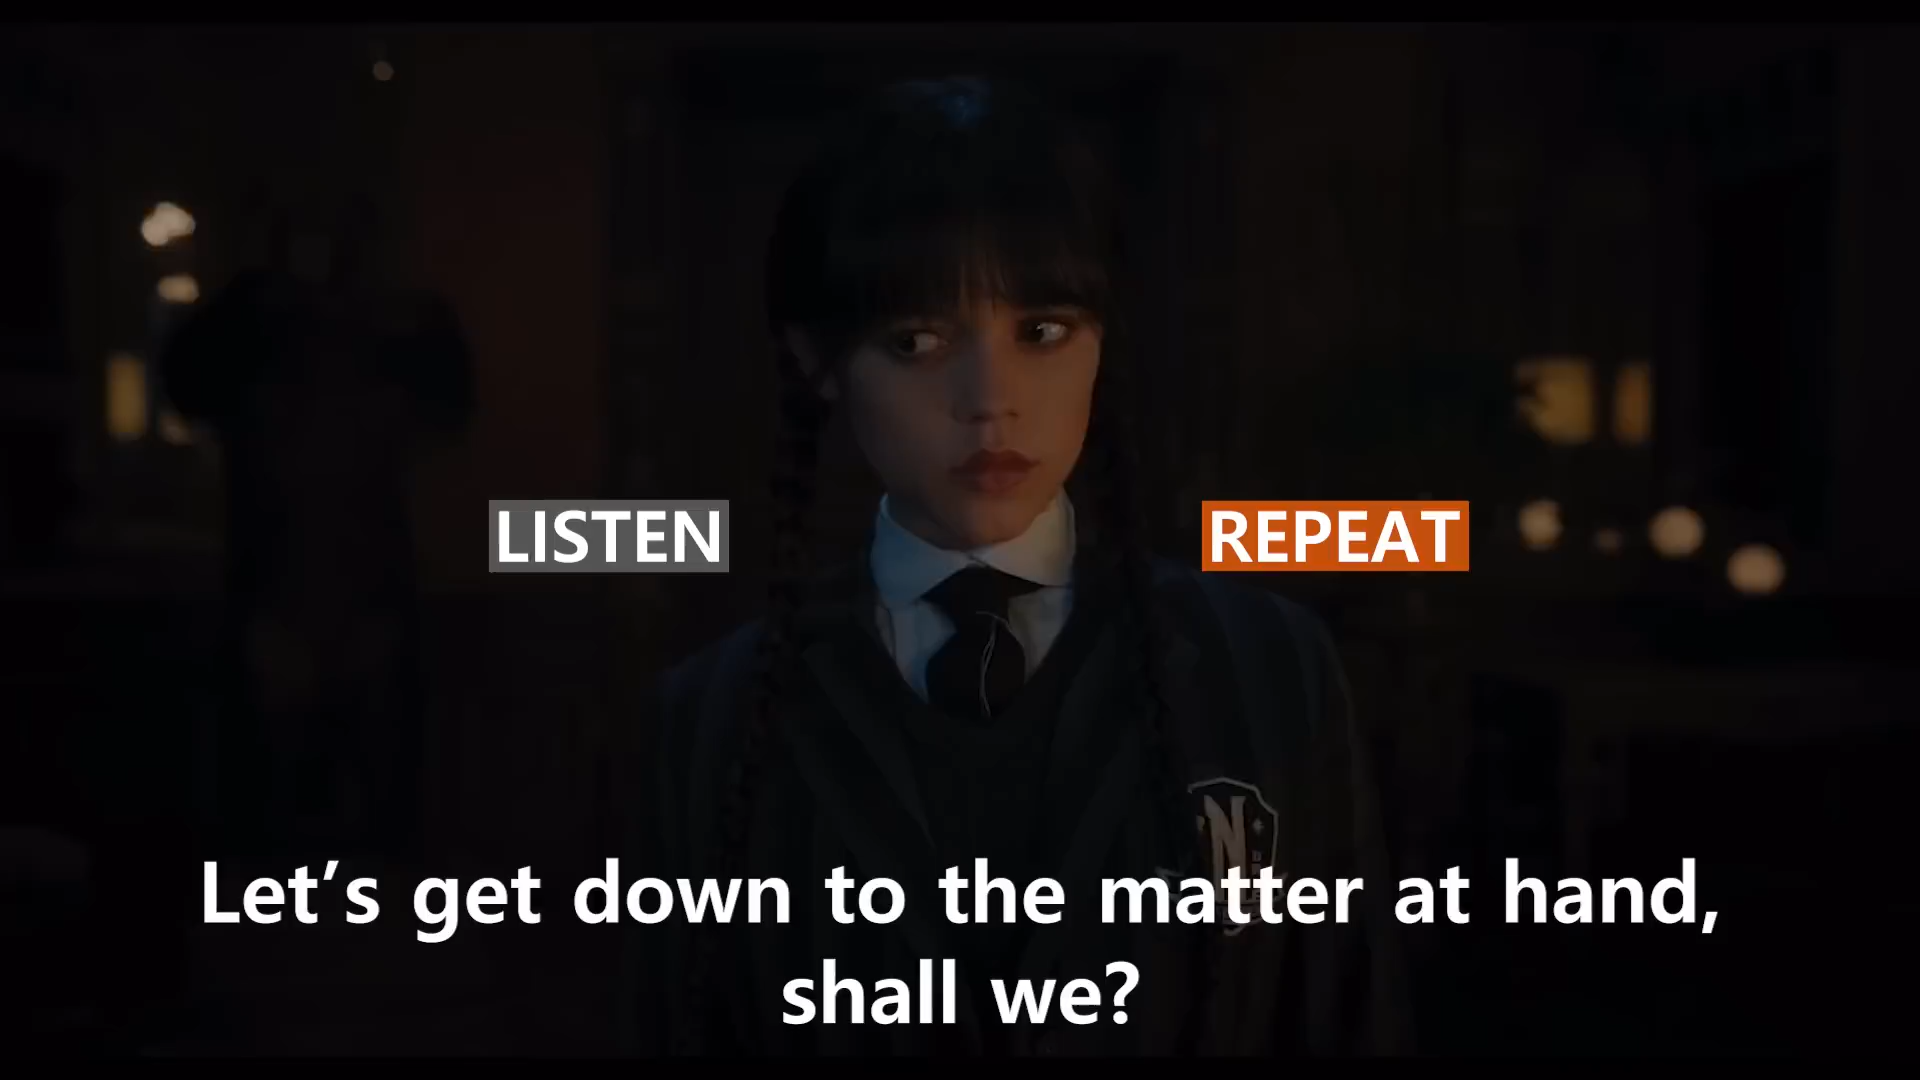 LISTEN
REPEAT
N
Let’s get down to the matter at hand,
shall we?